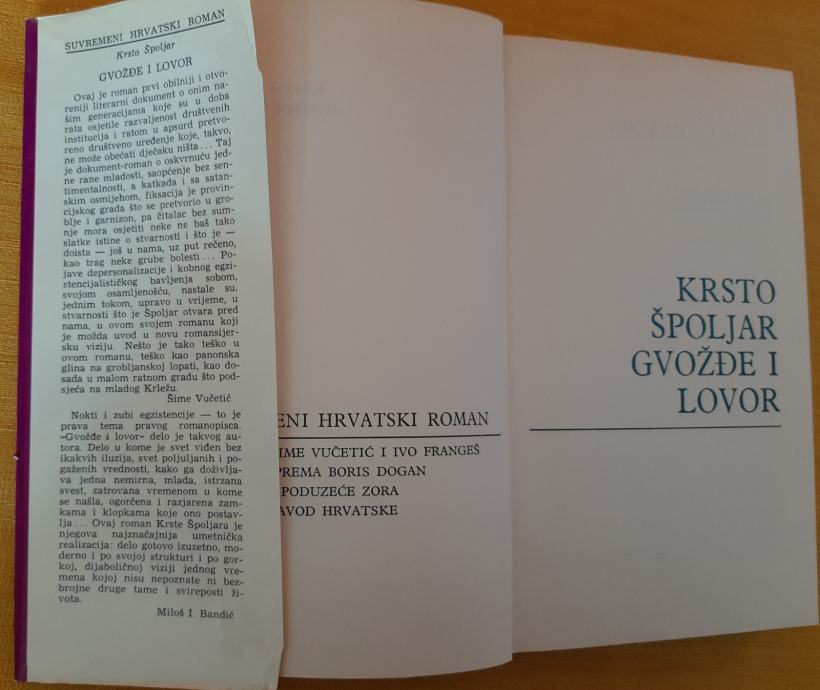 SUVREMENI HRVATSKI ROMAN
Krsto Špoljar
GVOŽĐE I LOVOR
Ovaj je roman prvi obilniji i otvo-
reniji literarni dokument o onim na-
šim generacijama koje su u doba
rata osjetile razvaljenost društvenih
institucija i ratom u apsurd pretvo-
reno društveno uređenje koje, takvo,
ne može obećati dječaku ništa... Taj
je dokument-roman o oskvrnuću jed-
ne rane mladosti, saopćenje bez sen-
timentalnosti, a katkada i sa satan-
skim osmijehom, fiksacija je provin-
cijskog grada što se pretvorio u gro-
blje i garnizon, pa čitalac bez sum-
nje mora osjetiti neke ne baš tako
slatke istine o stvarnosti i što je —
doista — još u nama, uz put rečeno,
kao trag neke grube bolesti... Po-
jave depersonalizacije i kobnog egzi-
stencijalističkog bavljenja sobom,
svojom osamljenošću, nastale su,
jednim tokom, upravo u vrijeme, u
stvarnosti što je Špoljar otvara pred
nama, u ovom svojem romanu koji
je možda uvod u novu romansijer-
sku viziju. Nešto je tako teško u
ovom romanu, teško kao panonska
glina na grobljanskoj lopati, kao do-
sada u malom ratnom gradu što pod-
sjeća na mladog Krležu.
Šime Vučetić
Nokti i zubi egzistencije — to je
prava tema pravog romanopisca.
»Gvožđe i lovor« delo je takvog au-
tora. Delo u kome je svet viđen bez
ikakvih iluzija, svet poljuljanih i po-
gaženih vrednosti, kako ga doživlja-
va jedna nemirna, mlada, istrzana
svest, zatrovana vremenom u kome
se našla, ogorčena i razjarena zam-
kama i klopkama koje ono postav-
lja... Ovaj roman Krste Špoljara je
njegova najznačajnija umetnička
realizacija: delo gotovo izuzetno, mo-
derno i po svojoj strukturi i po gor-
koj, dijaboličnoj viziji jednog vre-
mena kojoj nisu nepoznate ni bez-
brojne druge tame i svireposti ži-
vota.
Miloš I. Bandić
ENI HRVATSKI ROMAN
IME VUČETIĆ I IVO FRANGEŠ
PREMA BORIS DOGAN
PODUZEĆE ZORA
AVOD HRVATSKE
KRSTO
ŠPOLJAR
GVOŽĐE I
LOVOR